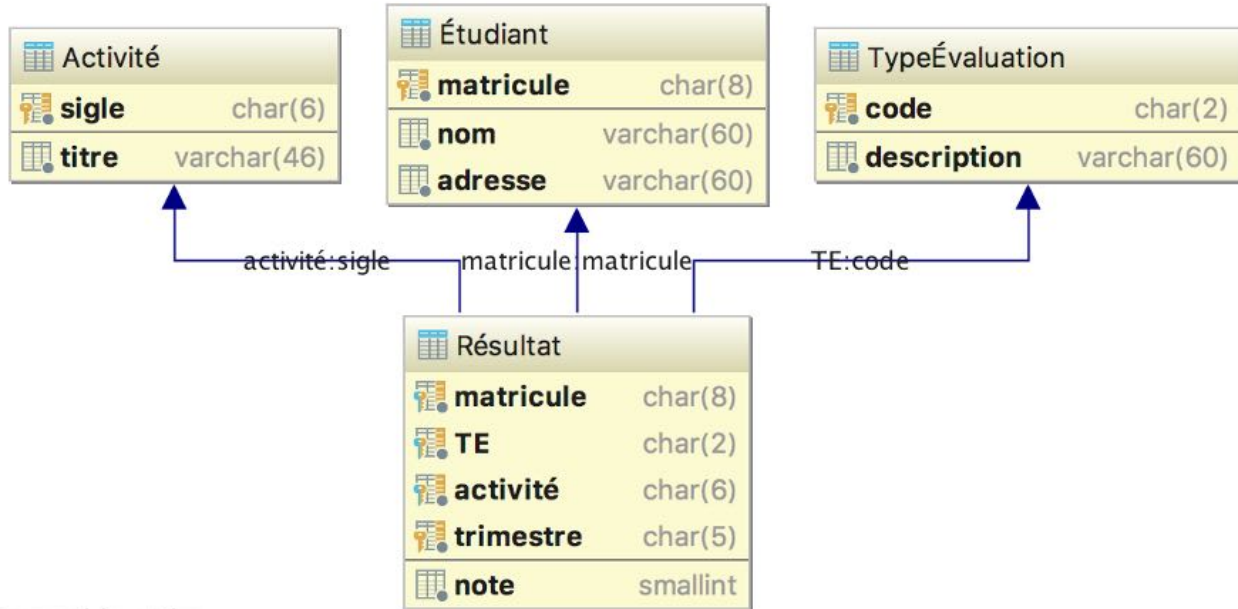 Activité
sigle char(6)
titre varchar(46)
Étudiant
matricule char(8)
nom varchar(60)
adresse varchar(60)
TypeÉvaluation
code char(2)
description varchar(60)
activité:sigle
matricule:matricule
TE:code
Résultat
matricule char(8)
TE char(2)
activité char(6)
trimestre char(5)
note smallint